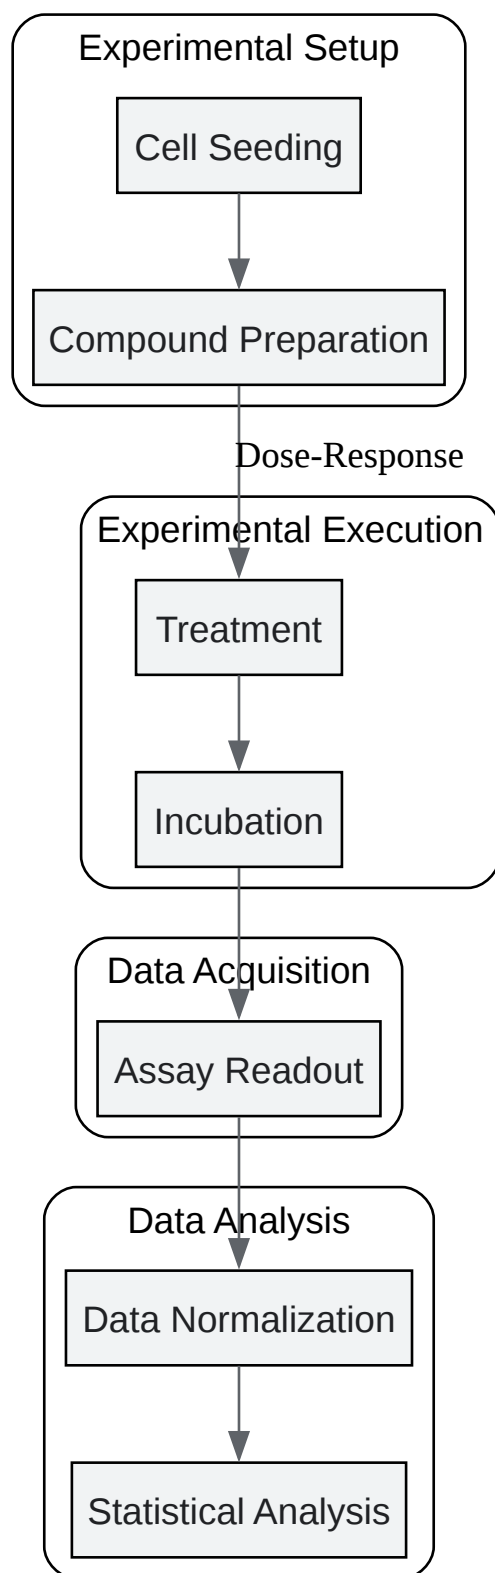 Experimental Setup
Cell Seeding
Compound Preparation
Dose-Response
Experimental Execution
Treatment
Incubation
Data Acquisition
Assay Readout
Data Analysis
Data Normalization
Statistical Analysis